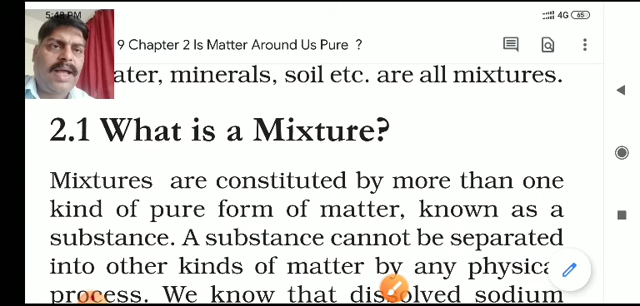 5:48 PM
4G 65
9 Chapter 2 Is Matter Around Us Pure ?
ater, minerals, soil etc. are all mixtures.
2.1 What is a Mixture?
Mixtures are constituted by more than one
kind of pure form of matter, known as a
substance. A substance cannot be separated
into other kinds of matter by any physica
process. We know that dissolved sodium